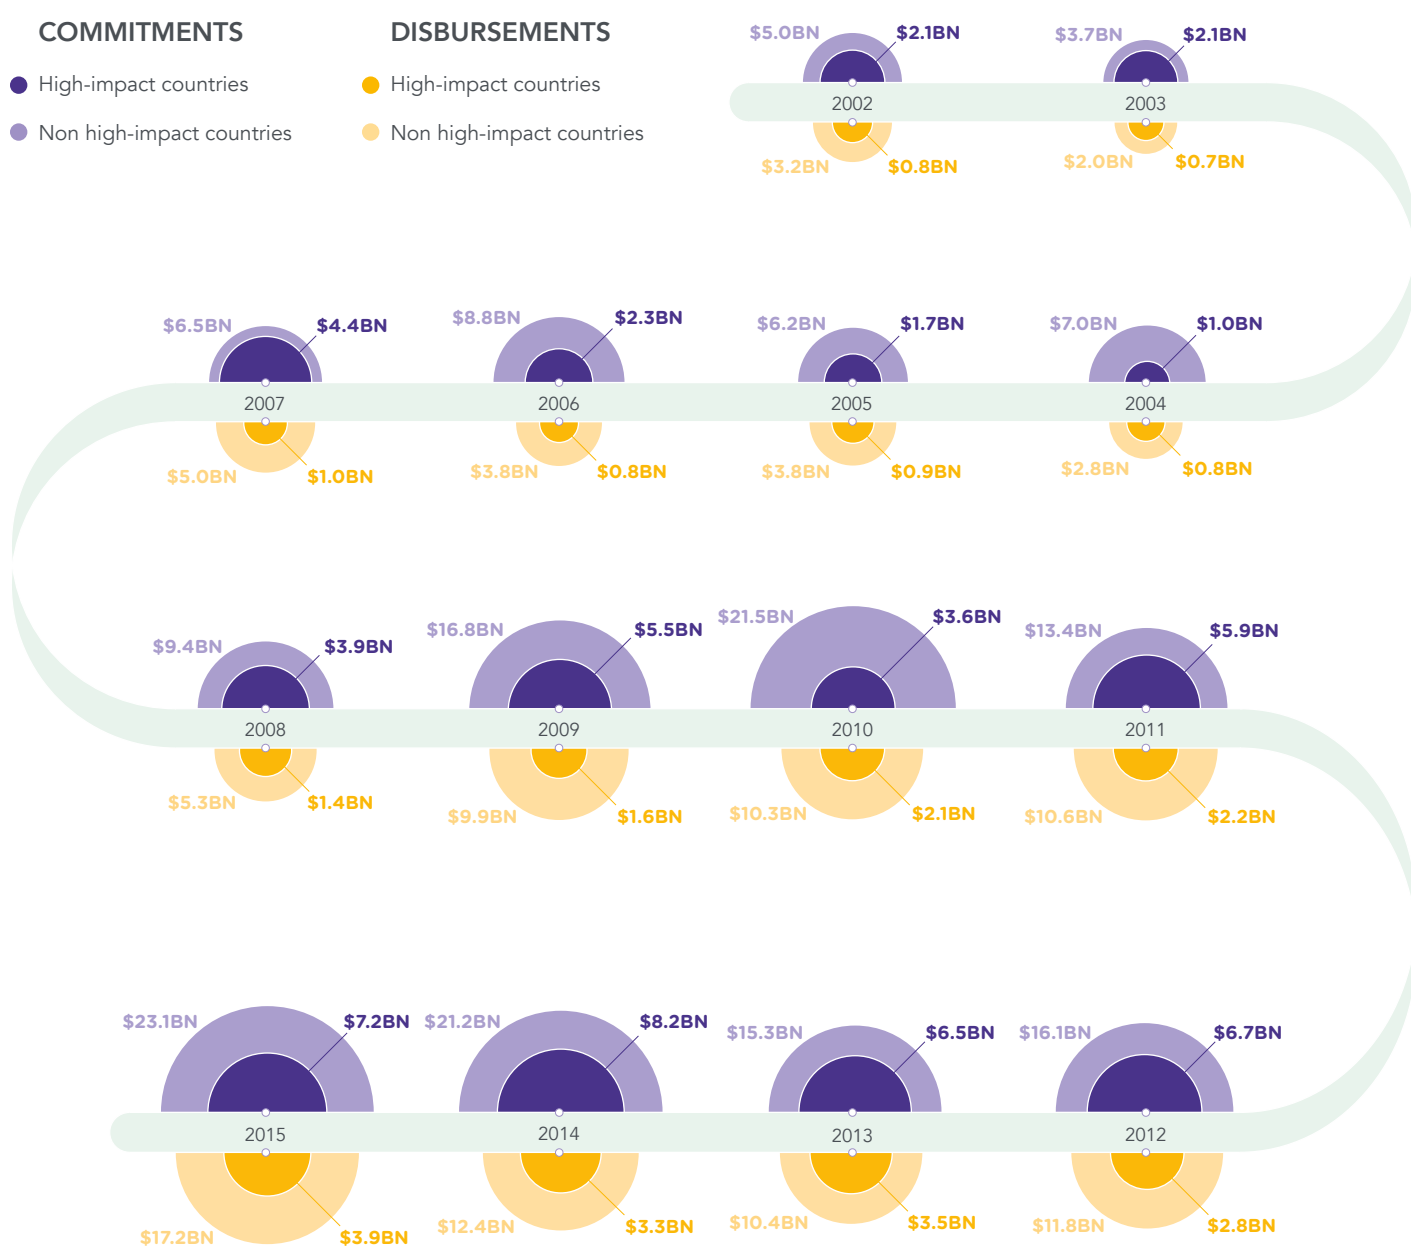 COMMITMENTS
High-impact countries
Non high-impact countries
DISBURSEMENTS
High-impact countries
Non high-impact countries
$5.0BN
$2.1BN
2002
$3.2BN
$0.8BN
$3.7BN
$2.1BN
2003
$2.0BN
$0.7BN
$6.5BN
$4.4BN
2007
$5.0BN
$1.0BN
$8.8BN
$2.3BN
2006
$3.8BN
$0.8BN
$6.2BN
$1.7BN
2005
$3.8BN
$0.9BN
$7.0BN
$1.0BN
2004
$2.8BN
$0.8BN
$9.4BN
$3.9BN
2008
$5.3BN
$1.4BN
$16.8BN
$5.5BN
2009
$9.9BN
$1.6BN
$21.5BN
$3.6BN
2010
$10.3BN
$2.1BN
$13.4BN
$5.9BN
2011
$10.6BN
$2.2BN
$23.1BN
$7.2BN
2015
$17.2BN
$3.9BN
$21.2BN
$8.2BN
2014
$12.4BN
$3.3BN
$15.3BN
$6.5BN
2013
$10.4BN
$3.5BN
$16.1BN
$6.7BN
2012
$11.8BN
$2.8BN